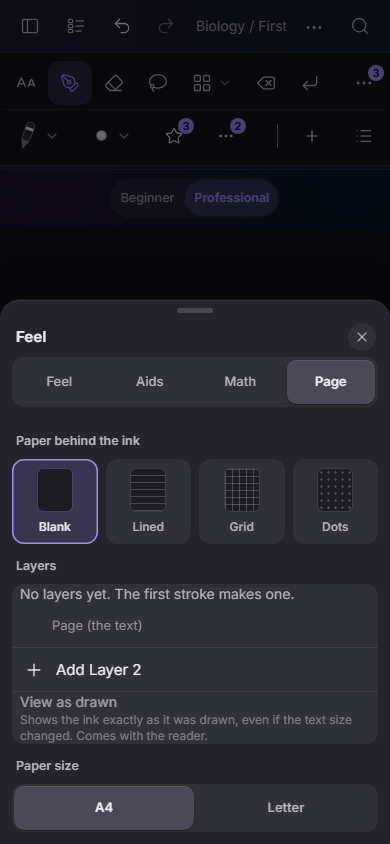 Biology / First
AA
3
3
2
Beginner
Professional
Feel
Feel
Aids
Math
Page
Paper behind the ink
Blank
Lined
Grid
Dots
Layers
No layers yet. The first stroke makes one.
Page (the text)
Add Layer 2
View as drawn
Shows the ink exactly as it was drawn, even if the text size
changed. Comes with the reader.
Paper size
A4
Letter